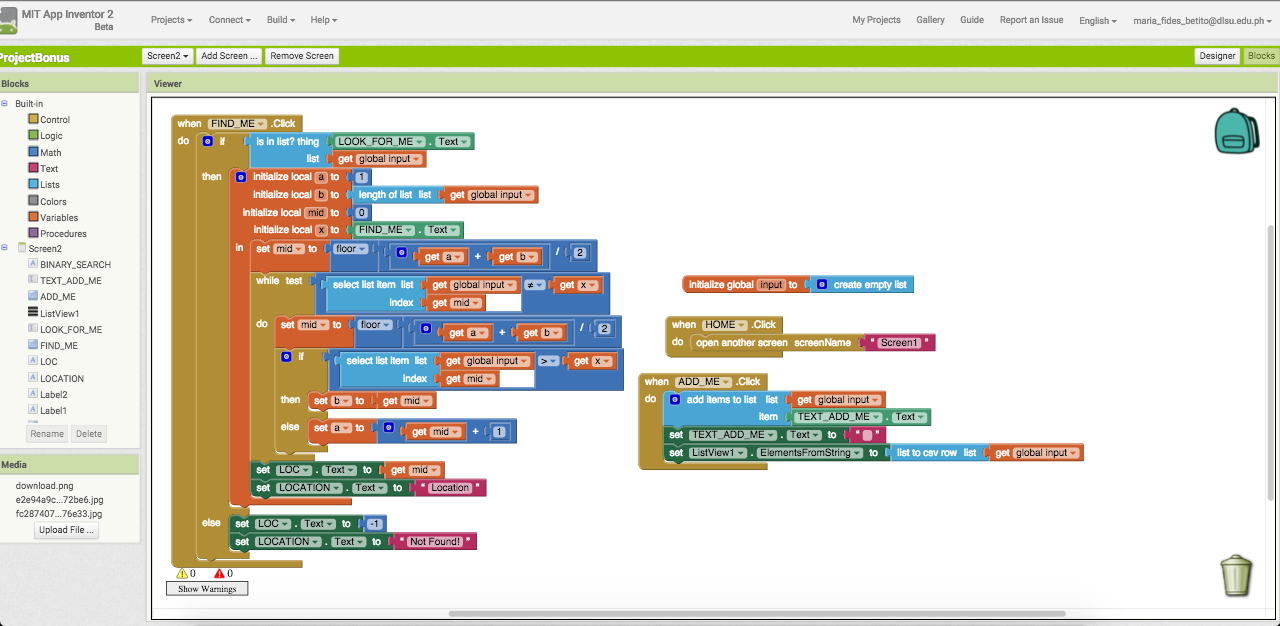 MIT App Inventor 2
Beta
Projects Connect Build Help
My Projects Gallery Guide Report an Issue English maria_fides_betito@dlsu.edu.ph
ProjectBonus
Screen2 Add Screen ... Remove Screen
Designer Blocks
Blocks
Viewer
Built-in
Control
Logic
Math
Text
Lists
Colors
Variables
Procedures
Screen2
BINARY_SEARCH
TEXT_ADD_ME
ADD_ME
ListView1
LOOK_FOR_ME
FIND_ME
LOC
LOCATION
Label2
Label1
Rename Delete
Media
download.png
e2e94a9c...72be6.jpg
fc287407...76e33.jpg
Upload File ...
when FIND_ME .Click
do if is in list? thing LOOK_FOR_ME . Text
list get global input
then initialize local a to 1
initialize local b to length of list list get global input
initialize local mid to 0
initialize local x to FIND_ME . Text
in set mid to floor get a + get b / 2
while test select list item list get global input ≠ get x
index get mid
do set mid to floor get a + get b / 2
if select list item list get global input > get x
index get mid
then set b to get mid
else set a to get mid + 1
set LOC . Text to get mid
set LOCATION . Text to " Location "
else set LOC . Text to -1
set LOCATION . Text to " Not Found! "
0 0
Show Warnings
initialize global input to create empty list
when HOME .Click
do open another screen screenName " Screen1 "
when ADD_ME .Click
do add items to list list get global input
item TEXT_ADD_ME . Text
set TEXT_ADD_ME . Text to " "
set ListView1 . ElementsFromString to list to csv row list get global input